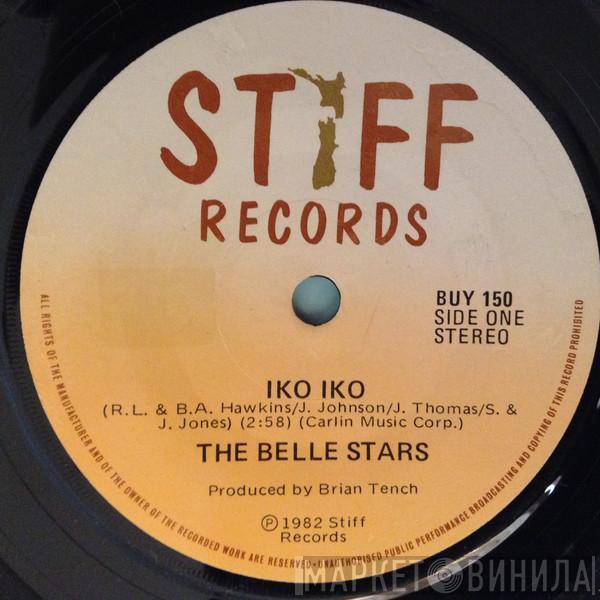 STIFF
RECORDS
BUY 150
SIDE ONE
STEREO
IKO IKO
(R.L. & B.A. Hawkins/J. Johnson/J. Thomas/S. &
J. Jones) (2:58) (Carlin Music Corp.)
THE BELLE STARS
Produced by Brian Tench
℗ 1982 Stiff
Records
ALL RIGHTS OF THE MANUFACTURER AND OF THE OWNER OF THE RECORDED WORK ARE RESERVED · UNAUTHORISED PUBLIC PERFORMANCE BROADCASTING AND COPYING OF THIS RECORD PROHIBITED
МАРКЕТ ВИНИЛА